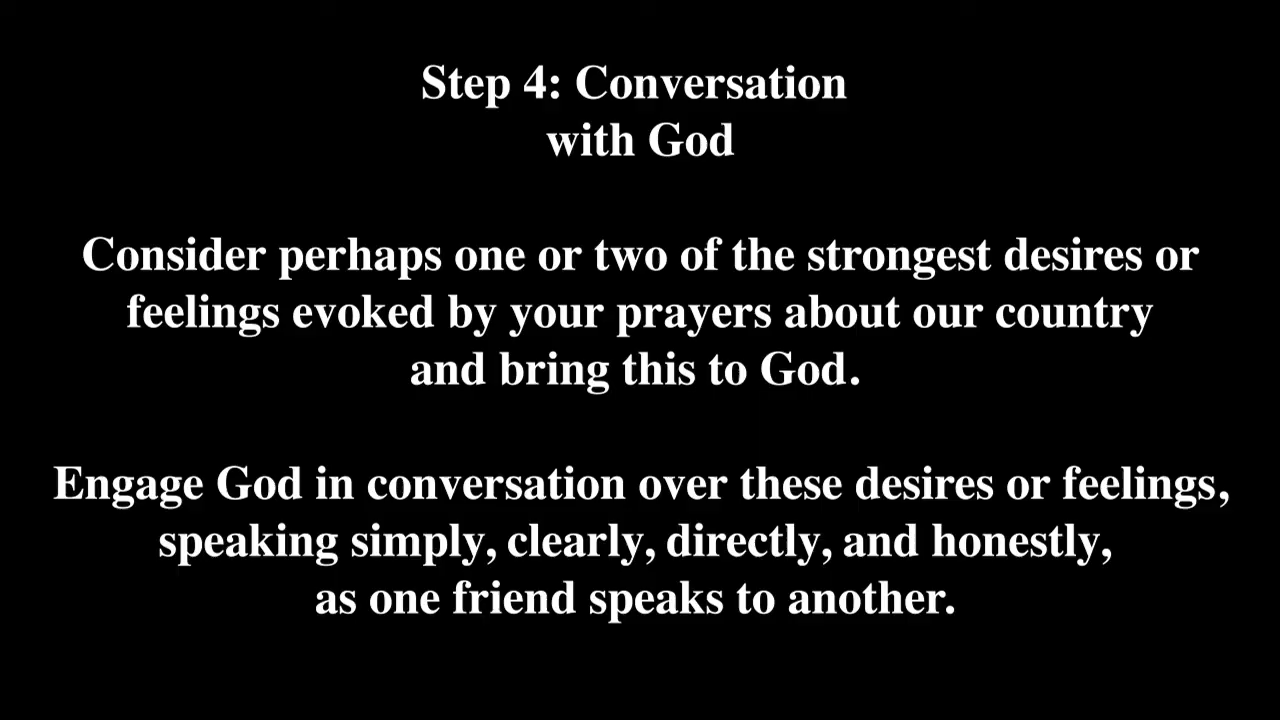 Step 4: Conversation
with God
Consider perhaps one or two of the strongest desires or
feelings evoked by your prayers about our country
and bring this to God.
Engage God in conversation over these desires or feelings,
speaking simply, clearly, directly, and honestly,
as one friend speaks to another.